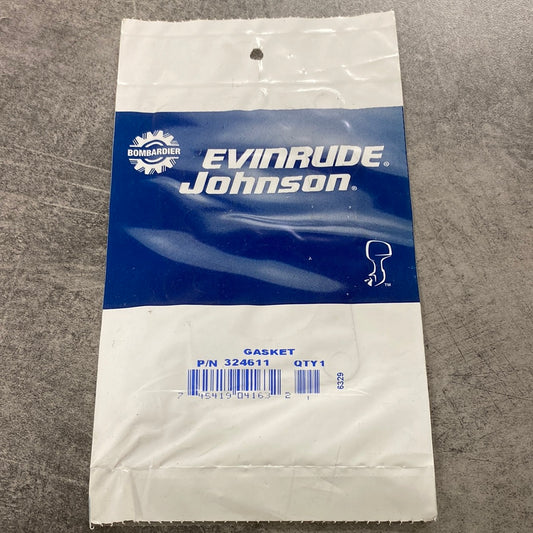 BOMBARDIER
EVINRUDE®
Johnson®
TM
GASKET
P/N 324611 QTY1
7 45419 04163 2
6329